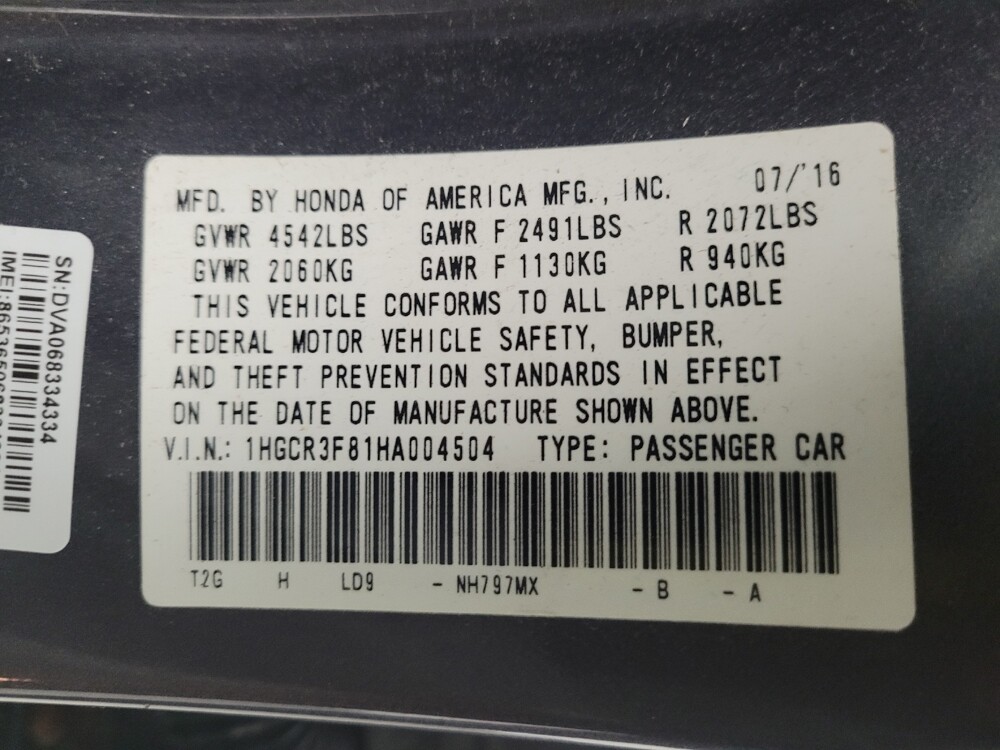 MFD. BY HONDA OF AMERICA MFG., INC. 07/'16
GVWR 4542LBS GAWR F 2491LBS R 2072LBS
GVWR 2060KG GAWR F 1130KG R 940KG
THIS VEHICLE CONFORMS TO ALL APPLICABLE
FEDERAL MOTOR VEHICLE SAFETY, BUMPER,
AND THEFT PREVENTION STANDARDS IN EFFECT
ON THE DATE OF MANUFACTURE SHOWN ABOVE.
V.I.N.: 1HGCR3F81HA004504 TYPE: PASSENGER CAR
T2G H LD9 - NH797MX - B - A
SN:DVA068334334